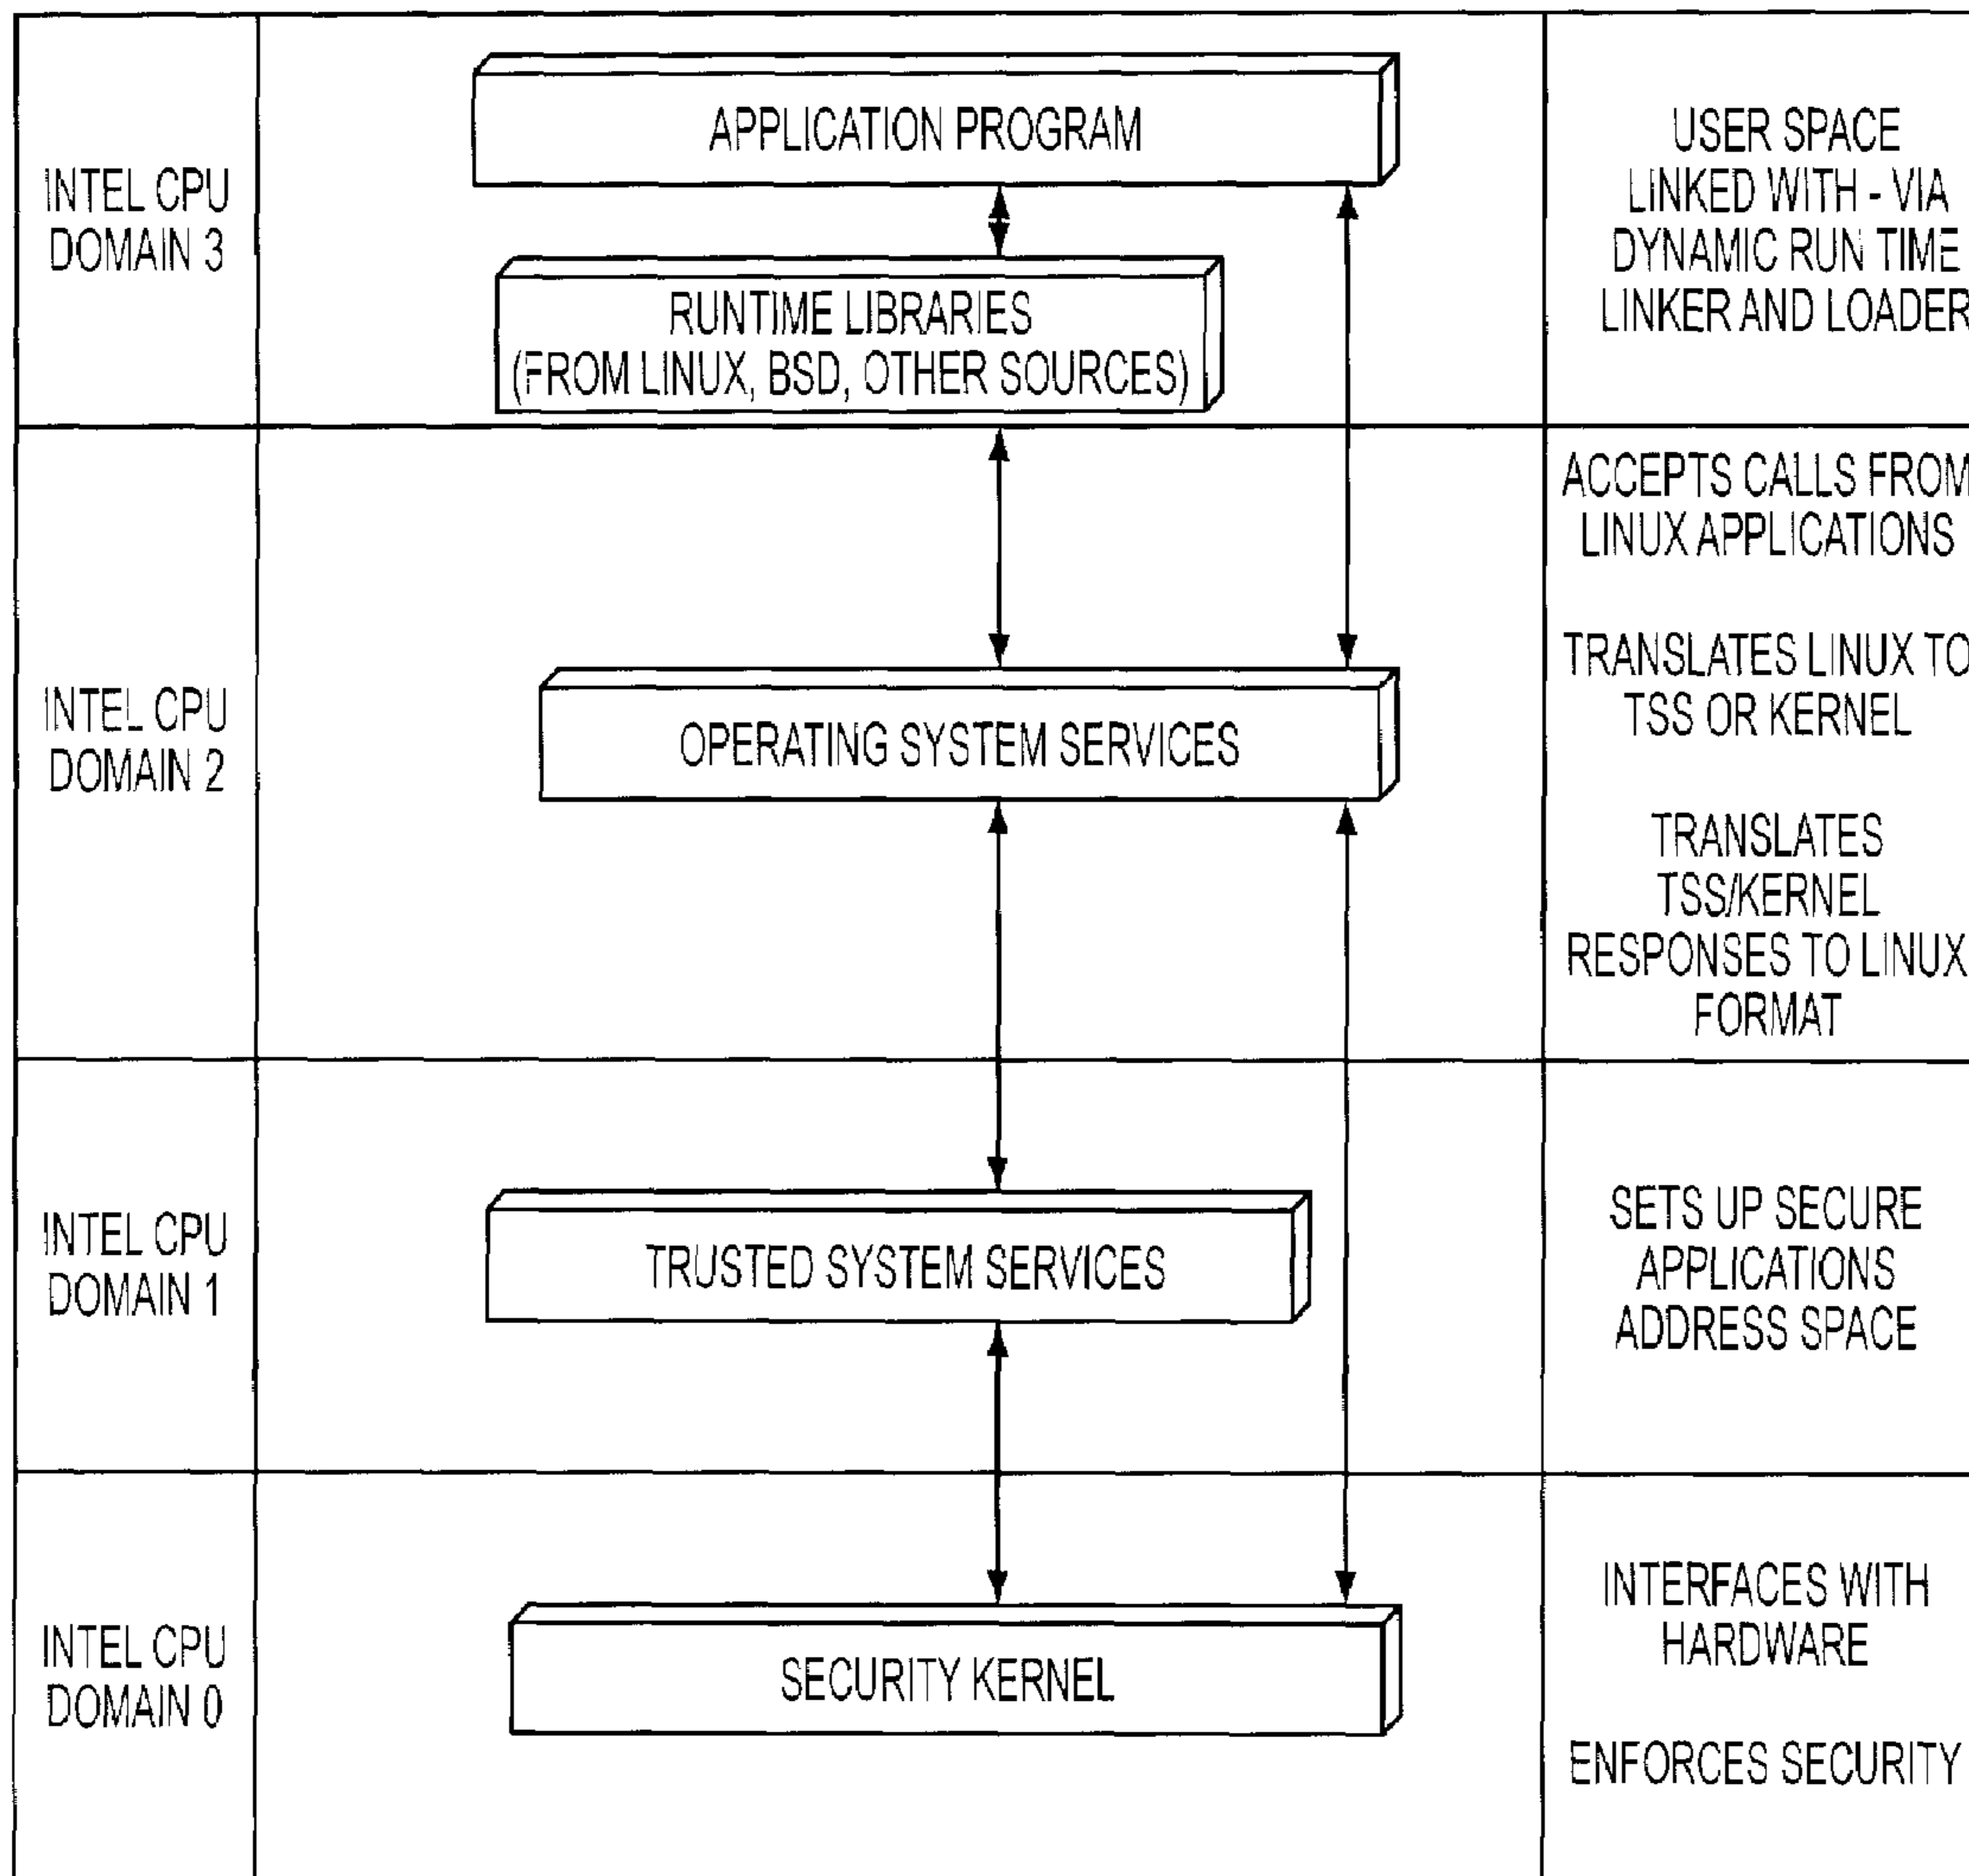 INTEL CPU
DOMAIN 3
APPLICATION PROGRAM
RUNTIME LIBRARIES
(FROM LINUX, BSD, OTHER SOURCES)
USER SPACE
LINKED WITH - VIA
DYNAMIC RUN TIME
LINKER AND LOADER
INTEL CPU
DOMAIN 2
OPERATING SYSTEM SERVICES
ACCEPTS CALLS FROM
LINUX APPLICATIONS
TRANSLATES LINUX TO
TSS OR KERNEL
TRANSLATES
TSS/KERNEL
RESPONSES TO LINUX
FORMAT
INTEL CPU
DOMAIN 1
TRUSTED SYSTEM SERVICES
SETS UP SECURE
APPLICATIONS
ADDRESS SPACE
INTEL CPU
DOMAIN 0
SECURITY KERNEL
INTERFACES WITH
HARDWARE
ENFORCES SECURITY